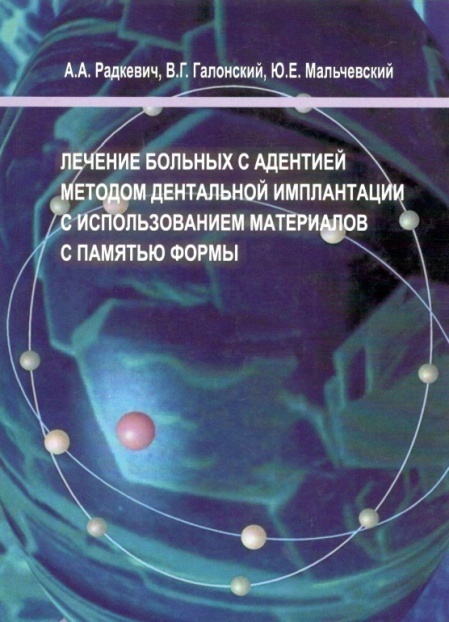 А.А. Радкевич, В.Г. Галонский, Ю.Е. Мальчевский
ЛЕЧЕНИЕ БОЛЬНЫХ С АДЕНТИЕЙ
МЕТОДОМ ДЕНТАЛЬНОЙ ИМПЛАНТАЦИИ
С ИСПОЛЬЗОВАНИЕМ МАТЕРИАЛОВ
С ПАМЯТЬЮ ФОРМЫ